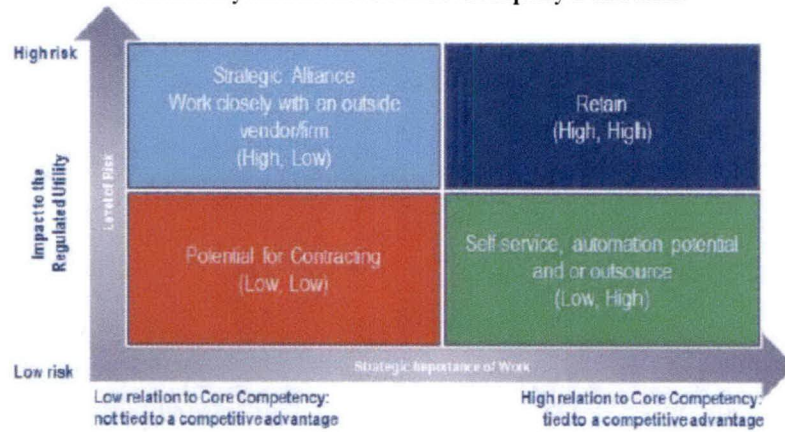 High risk
Strategic Alliance
Work closely with an outside
vendor/firm
(High, Low)
Retain
(High, High)
Impact to the
Regulated Utility
Level of Risk
Potential for Contracting
(Low, Low)
Self service, automation potential
and or outsource
(Low, High)
Low risk
Strategic Importance of Work
Low relation to Core Competency:
not tied to a competitive advantage
High relation to Core Competency:
tied to a competitive advantage